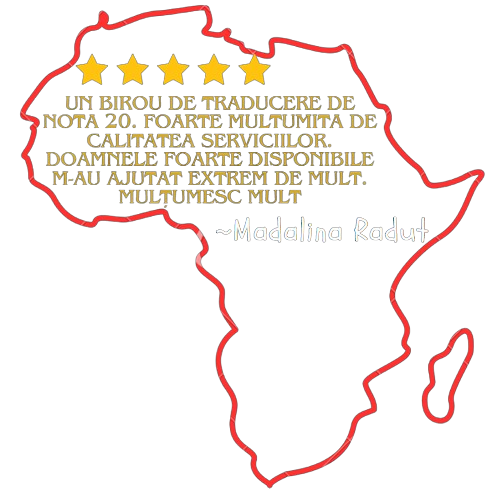 UN BIROU DE TRADUCERE DE
NOTA 20. FOARTE MULTUMITA DE
CALITATEA SERVICIILOR.
DOAMNELE FOARTE DISPONIBILE
M-AU AJUTAT EXTREM DE MULT.
MULȚUMESC MULT
~Madalina Radut